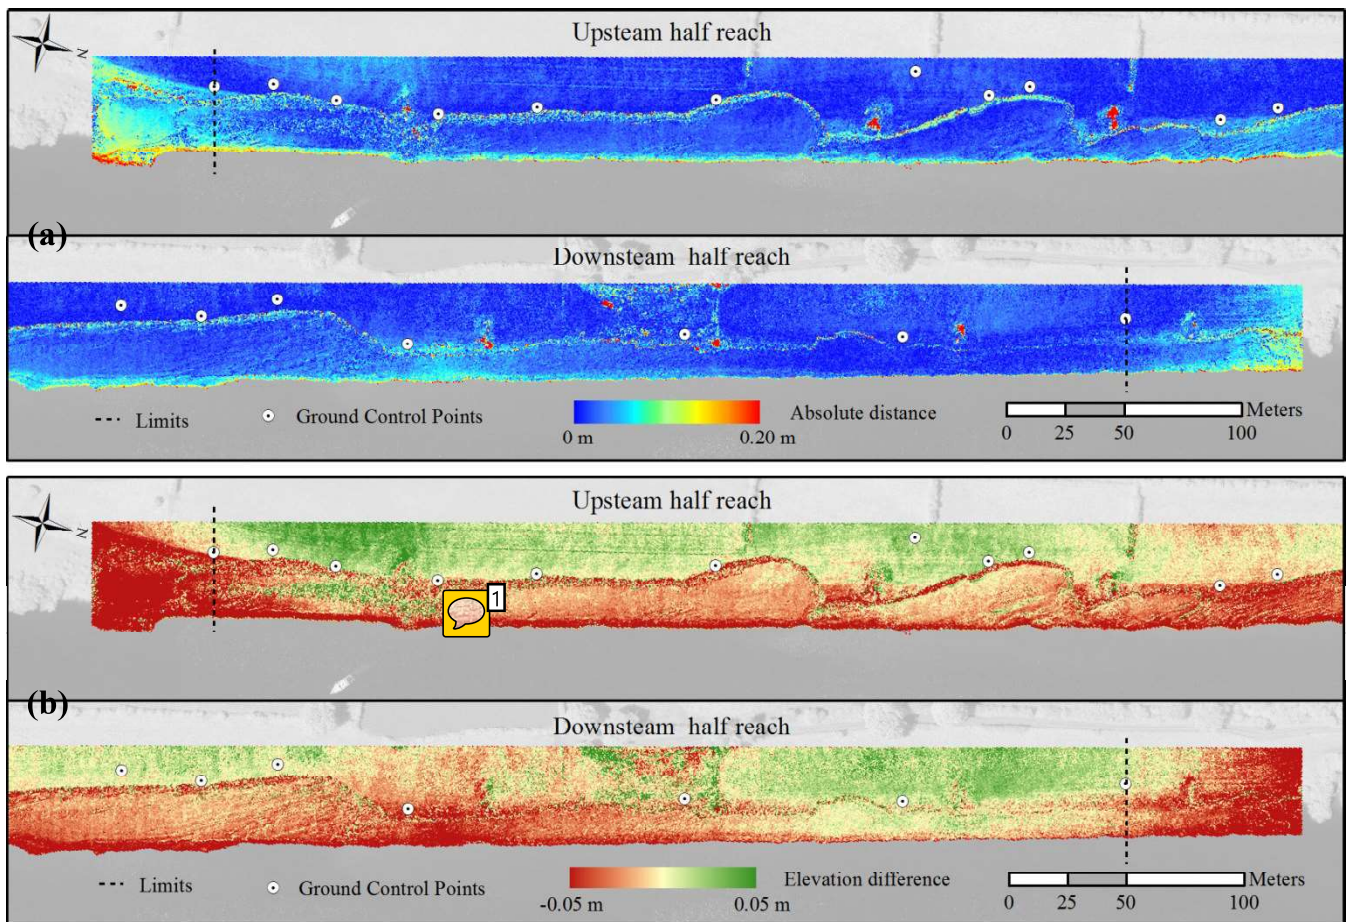 Upsteam half reach
N
(a)
Downsteam half reach
Limits
Ground Control Points
0 m
0.20 m
Absolute distance
Meters
0
25
50
100
Upsteam half reach
N
1
(b)
Downsteam half reach
Limits
Ground Control Points
-0.05 m
0.05 m
Elevation difference
Meters
0
25
50
100